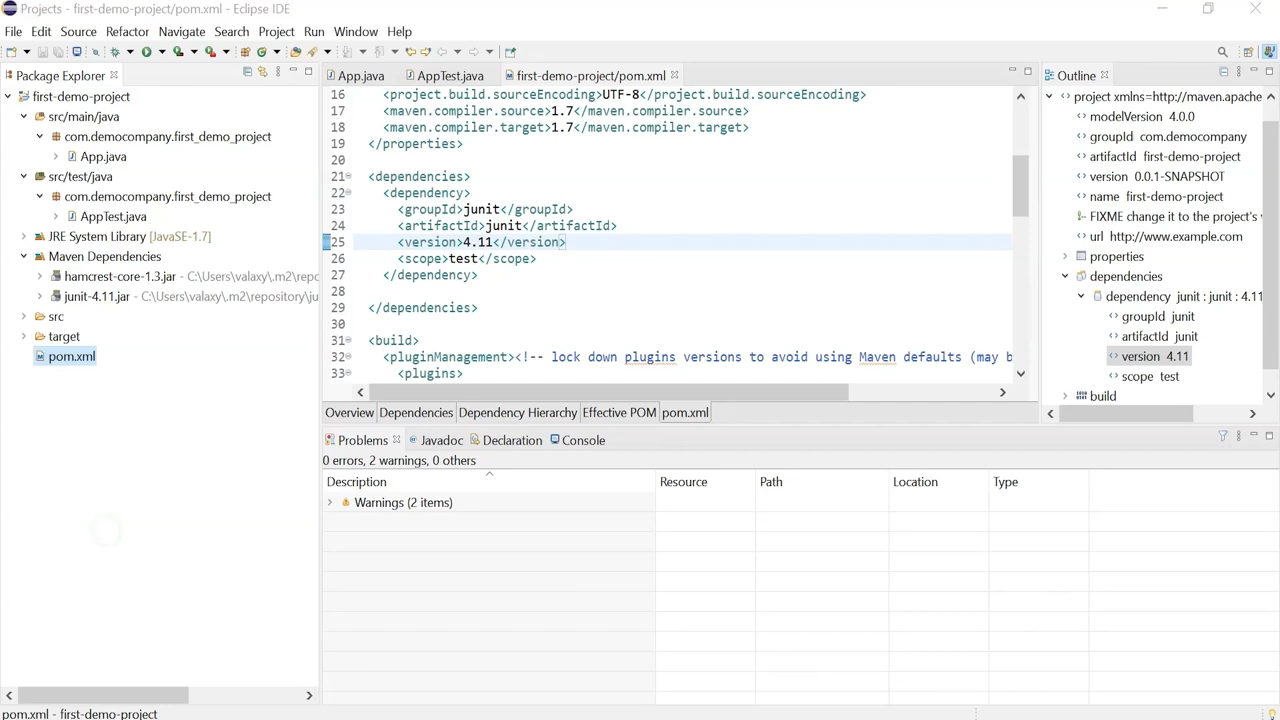 Projects - first-demo-project/pom.xml - Eclipse IDE
File Edit Source Refactor Navigate Search Project Run Window Help
Package Explorer
first-demo-project
src/main/java
com.democompany.first_demo_project
App.java
src/test/java
com.democompany.first_demo_project
AppTest.java
JRE System Library [JavaSE-1.7]
Maven Dependencies
hamcrest-core-1.3.jar - C:\Users\valaxy\.m2\repo
junit-4.11.jar - C:\Users\valaxy\.m2\repository\ju
src
target
pom.xml
App.java AppTest.java first-demo-project/pom.xml
16 <project.build.sourceEncoding>UTF-8</project.build.sourceEncoding>
17 <maven.compiler.source>1.7</maven.compiler.source>
18 <maven.compiler.target>1.7</maven.compiler.target>
19 </properties>
20
21 <dependencies>
22 <dependency>
23 <groupId>junit</groupId>
24 <artifactId>junit</artifactId>
25 <version>4.11</version>
26 <scope>test</scope>
27 </dependency>
28
29 </dependencies>
30
31 <build>
32 <pluginManagement><!-- lock down plugins versions to avoid using Maven defaults (may b
33 <plugins>
Overview Dependencies Dependency Hierarchy Effective POM pom.xml
Outline
project xmlns=http://maven.apache
modelVersion 4.0.0
groupId com.democompany
artifactId first-demo-project
version 0.0.1-SNAPSHOT
name first-demo-project
FIXME change it to the project's
url http://www.example.com
properties
dependencies
dependency junit : junit : 4.11
groupId junit
artifactId junit
version 4.11
scope test
build
Problems Javadoc Declaration Console
0 errors, 2 warnings, 0 others
Description Resource Path Location Type
Warnings (2 items)
pom.xml - first-demo-project